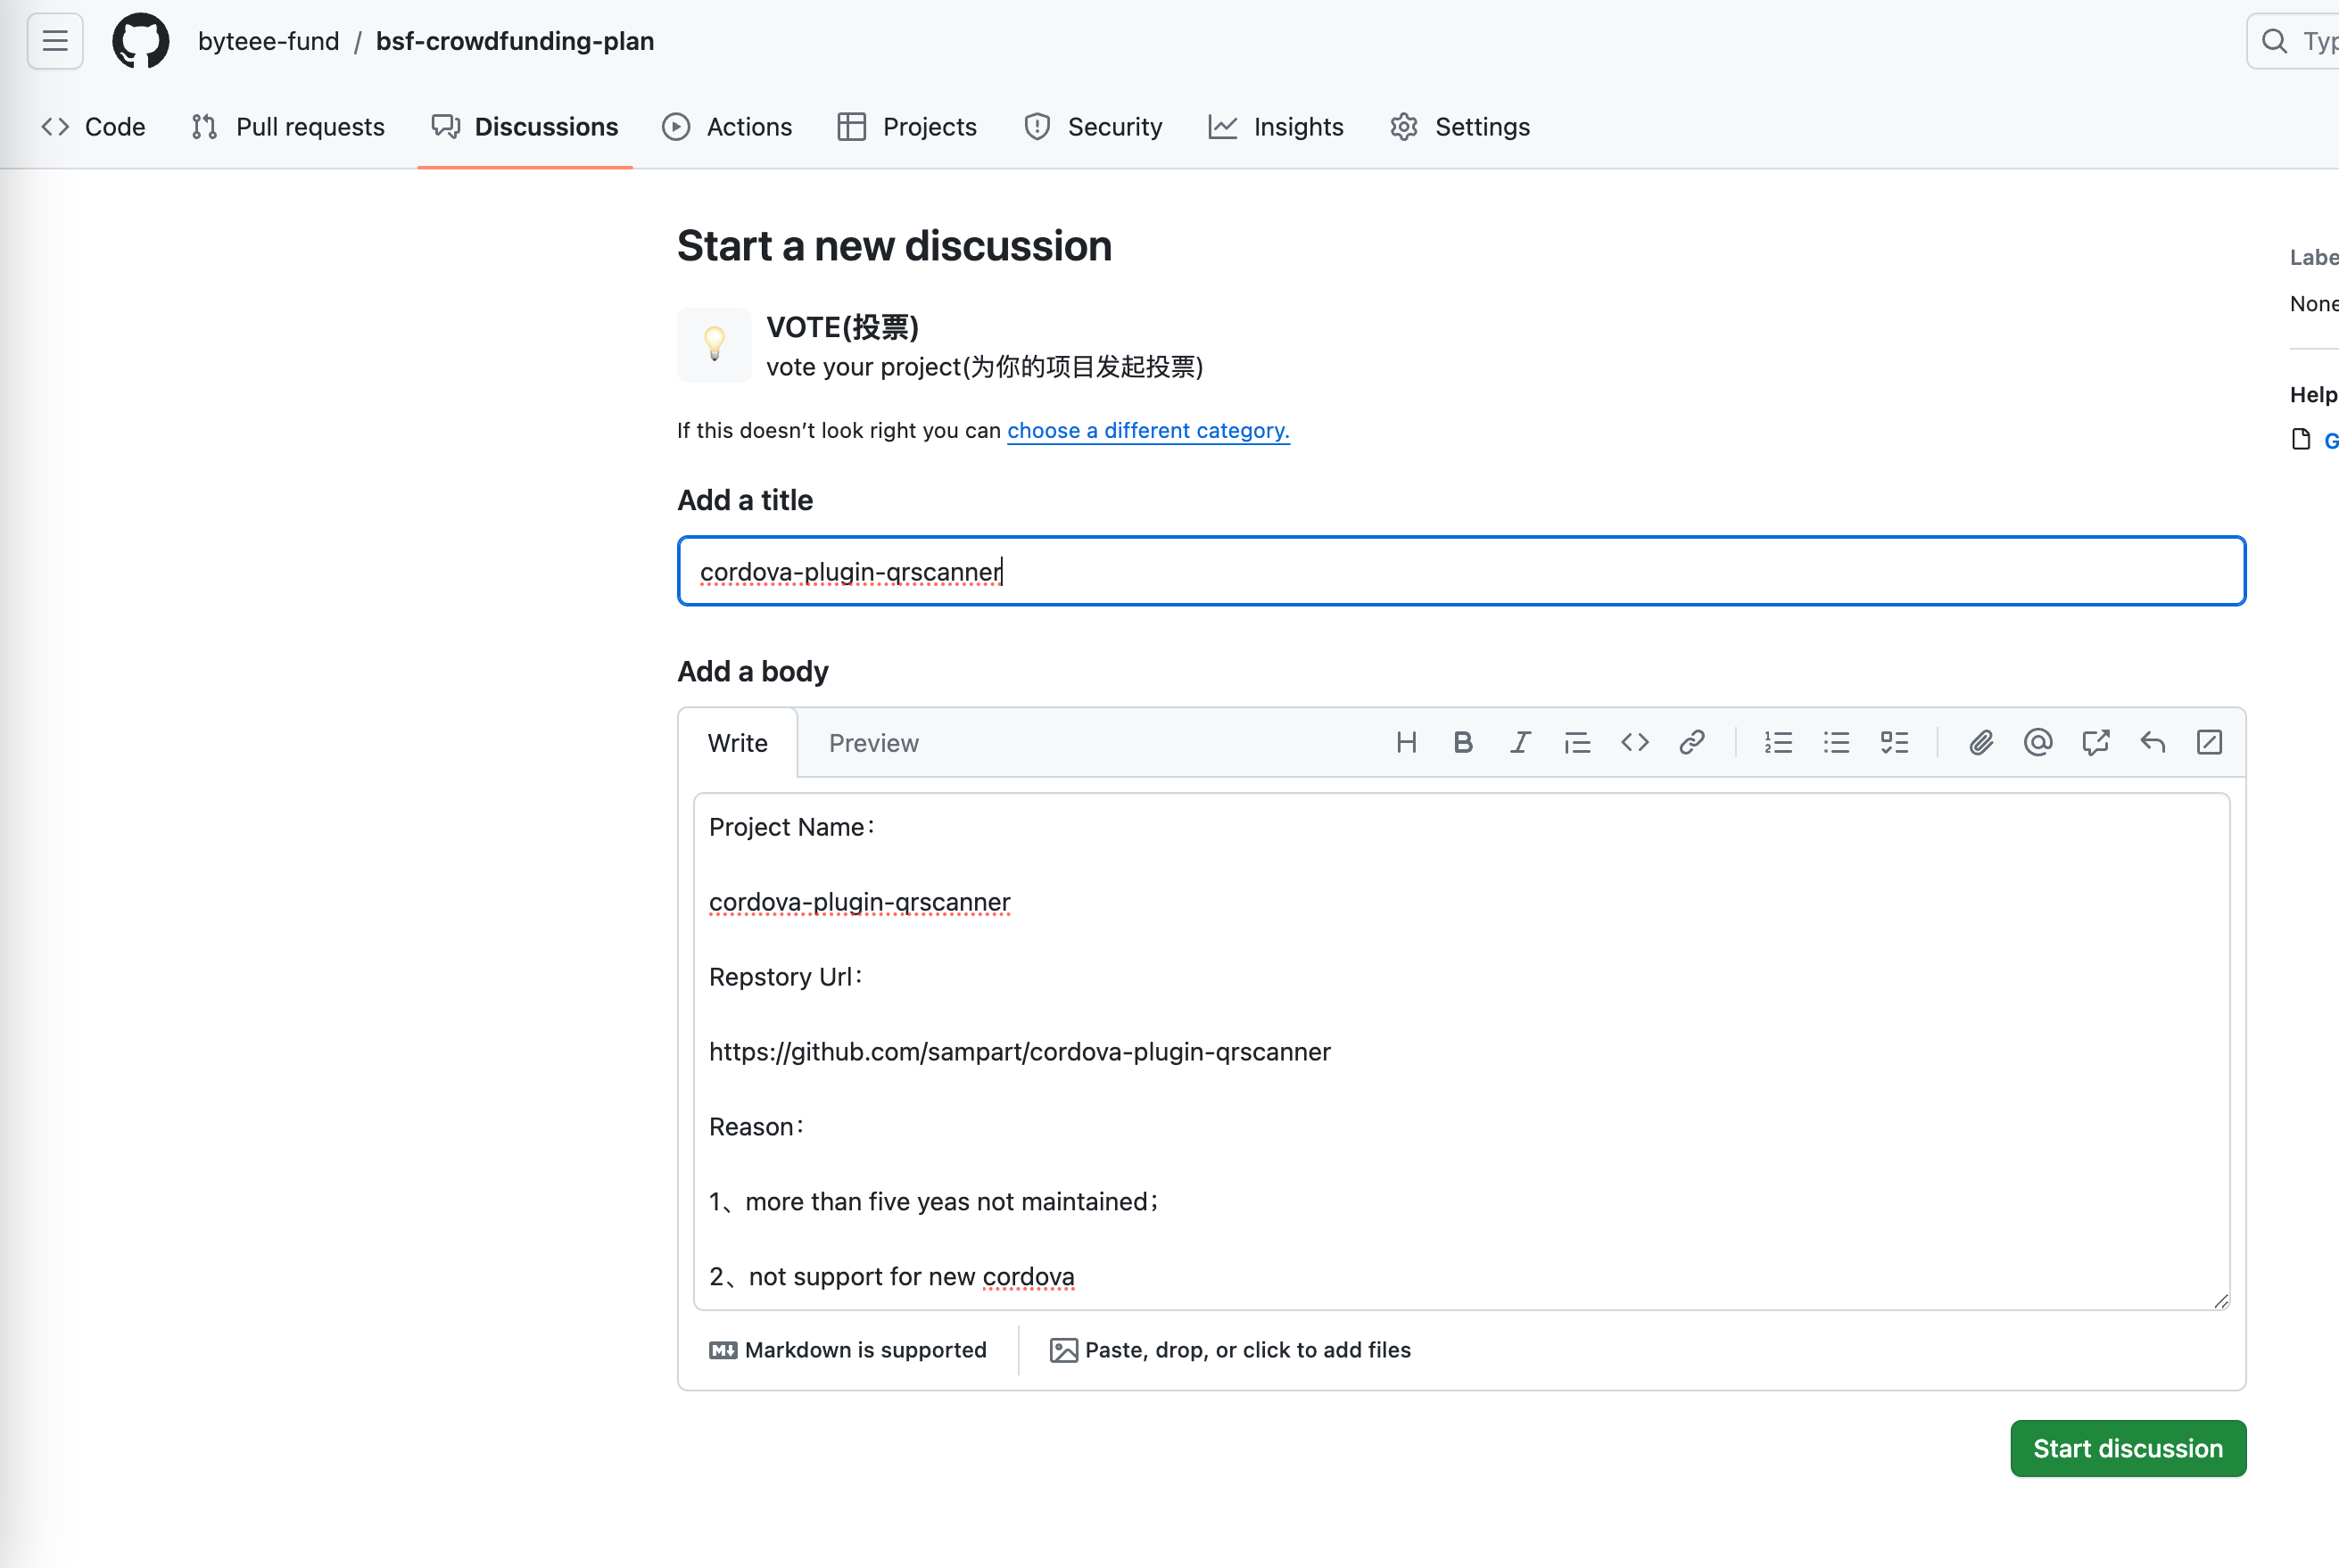 byteee-fund / bsf-crowdfunding-plan
Typ
Code Pull requests Discussions Actions Projects Security Insights Settings
Start a new discussion
VOTE(投票)
vote your project(为你的项目发起投票)
If this doesn’t look right you can choose a different category.
Labe
None
Help
G
Add a title
cordova-plugin-qrscanner
Add a body
Write Preview
Project Name：
cordova-plugin-qrscanner
Repstory Url：
https://github.com/sampart/cordova-plugin-qrscanner
Reason：
1、more than five yeas not maintained；
2、not support for new cordova
Markdown is supported Paste, drop, or click to add files
Start discussion